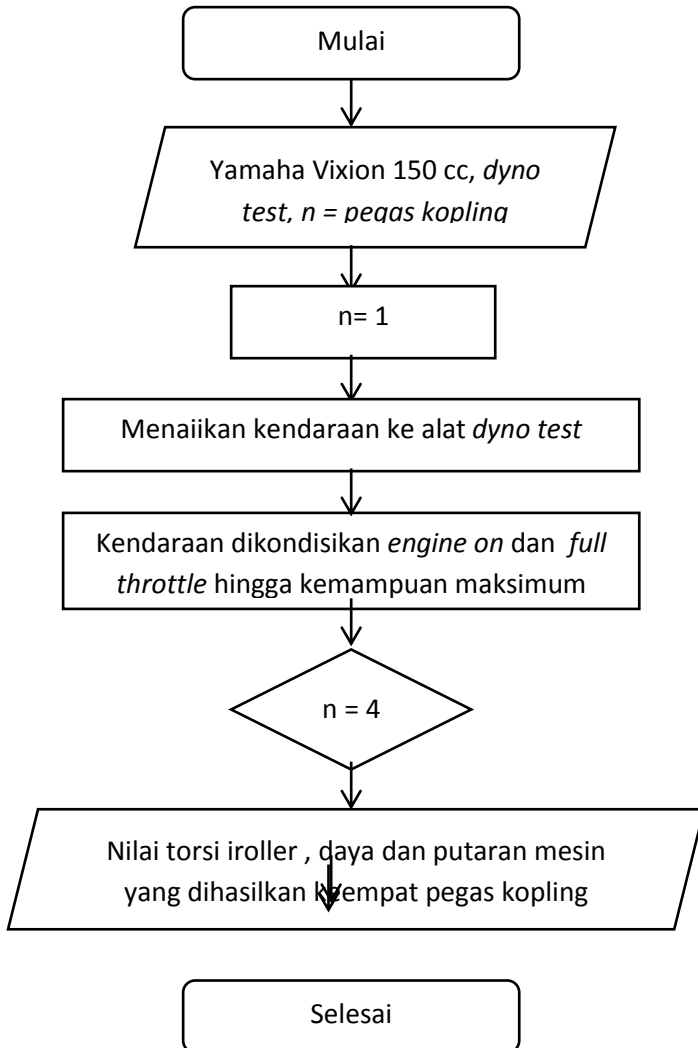 Mulai
Yamaha Vixion 150 cc, dyno
test, n = pegas kopling
n= 1
Menaiikan kendaraan ke alat dyno test
Kendaraan dikondisikan engine on dan full
throttle hingga kemampuan maksimum
n = 4
Nilai torsi iroller , daya dan putaran mesin
yang dihasilkan keempat pegas kopling
Selesai